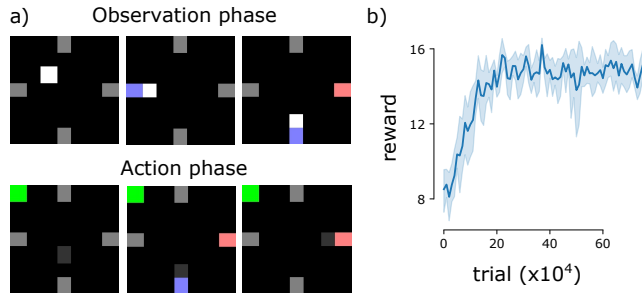 a)
Observation phase
Action phase
b)
16
12
8
reward
0 20 40 60
trial (x10⁴)